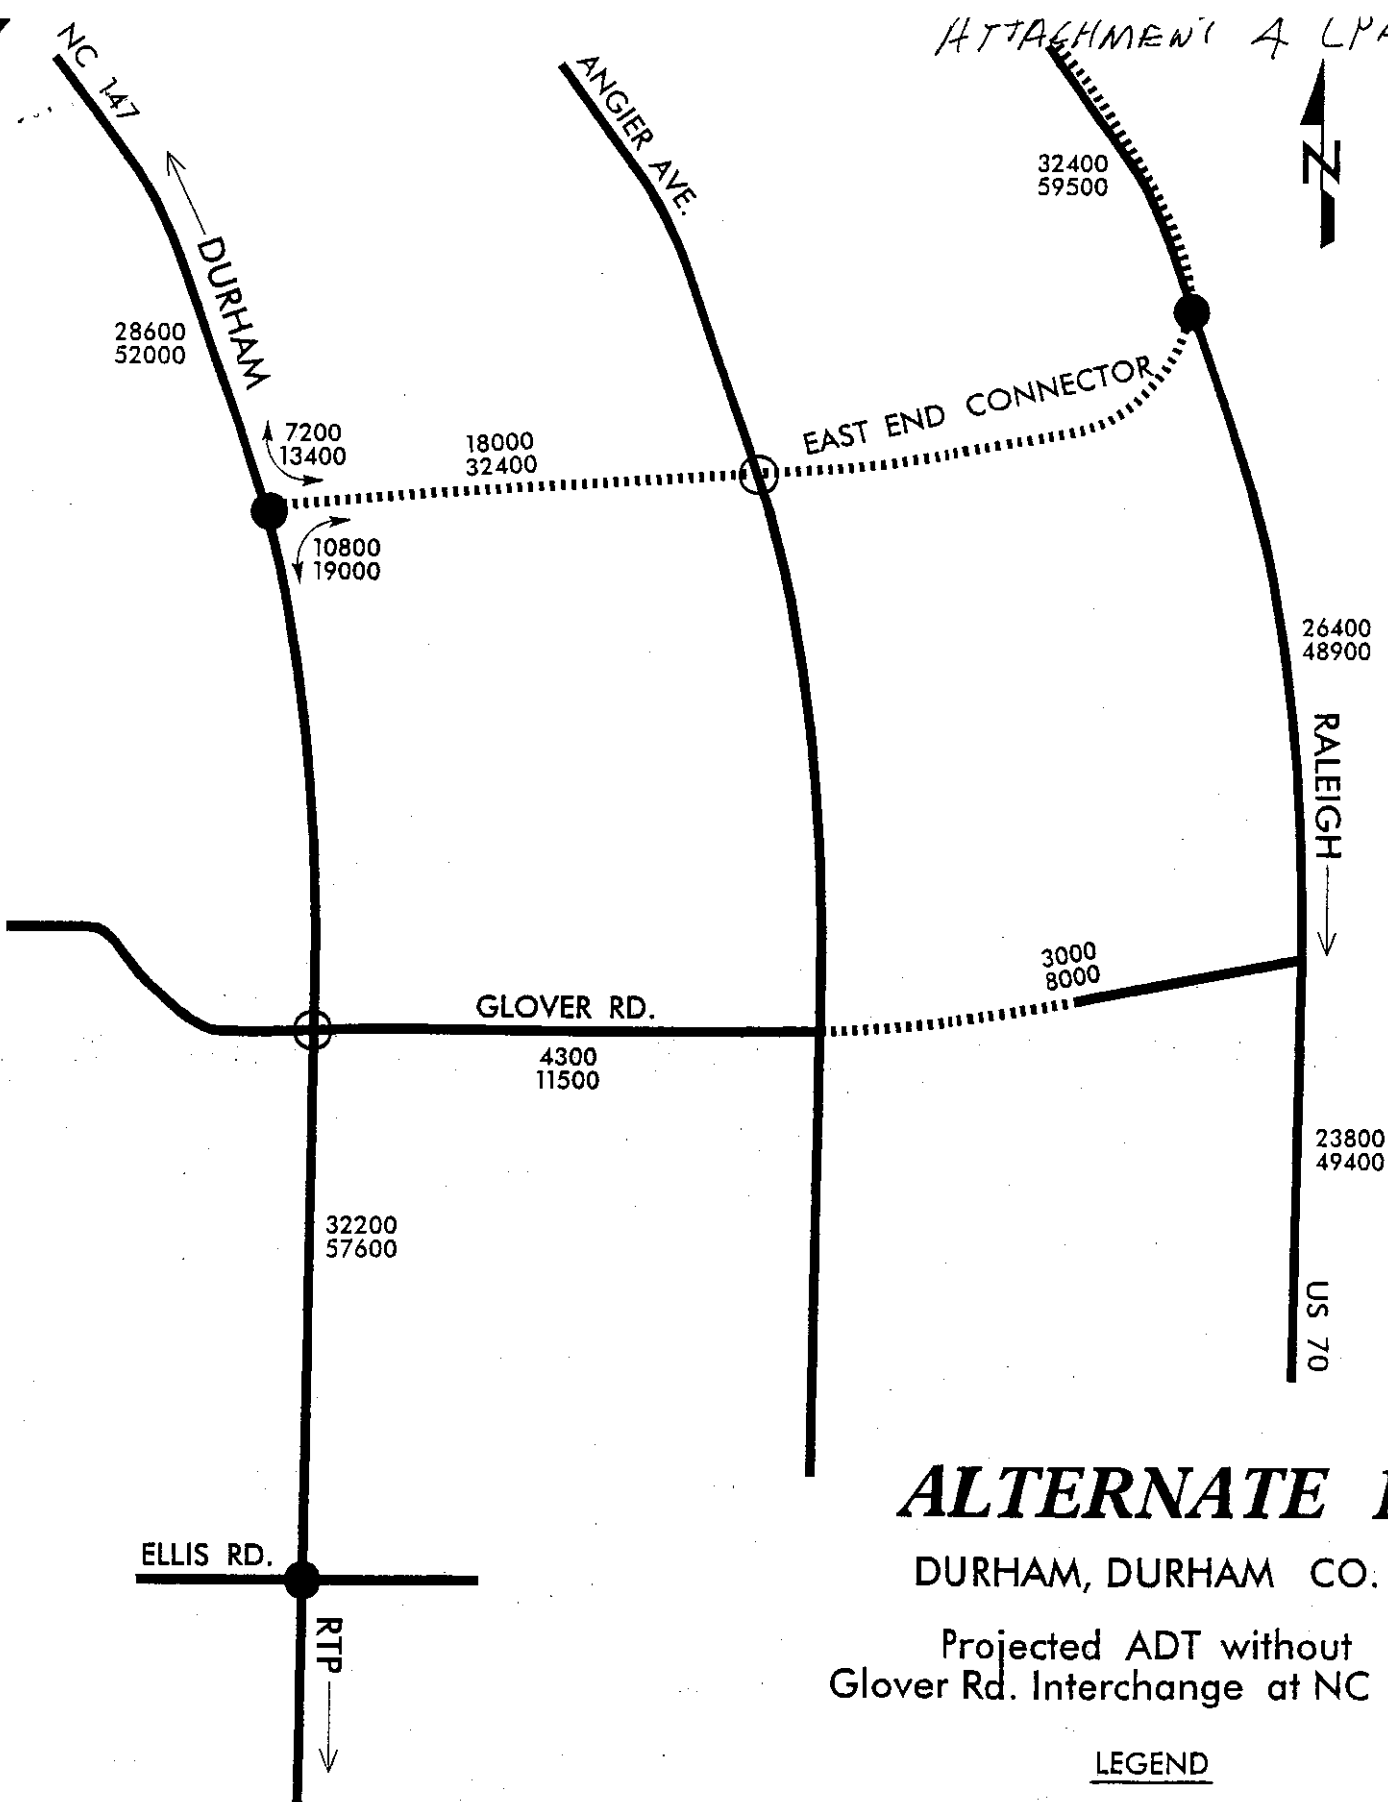 ATTACHMENT A
NC 147
ANGIER AVE.
32400
59500
N
DURHAM
28600
52000
7200
13400
18000
32400
EAST END CONNECTOR
10800
19000
26400
48900
RALEIGH
3000
8000
GLOVER RD.
4300
11500
23800
49400
32200
57600
US 70
ALTERNATE
ELLIS RD.
DURHAM, DURHAM CO.
RTP
Projected ADT without
Glover Rd. Interchange at NC
LEGEND